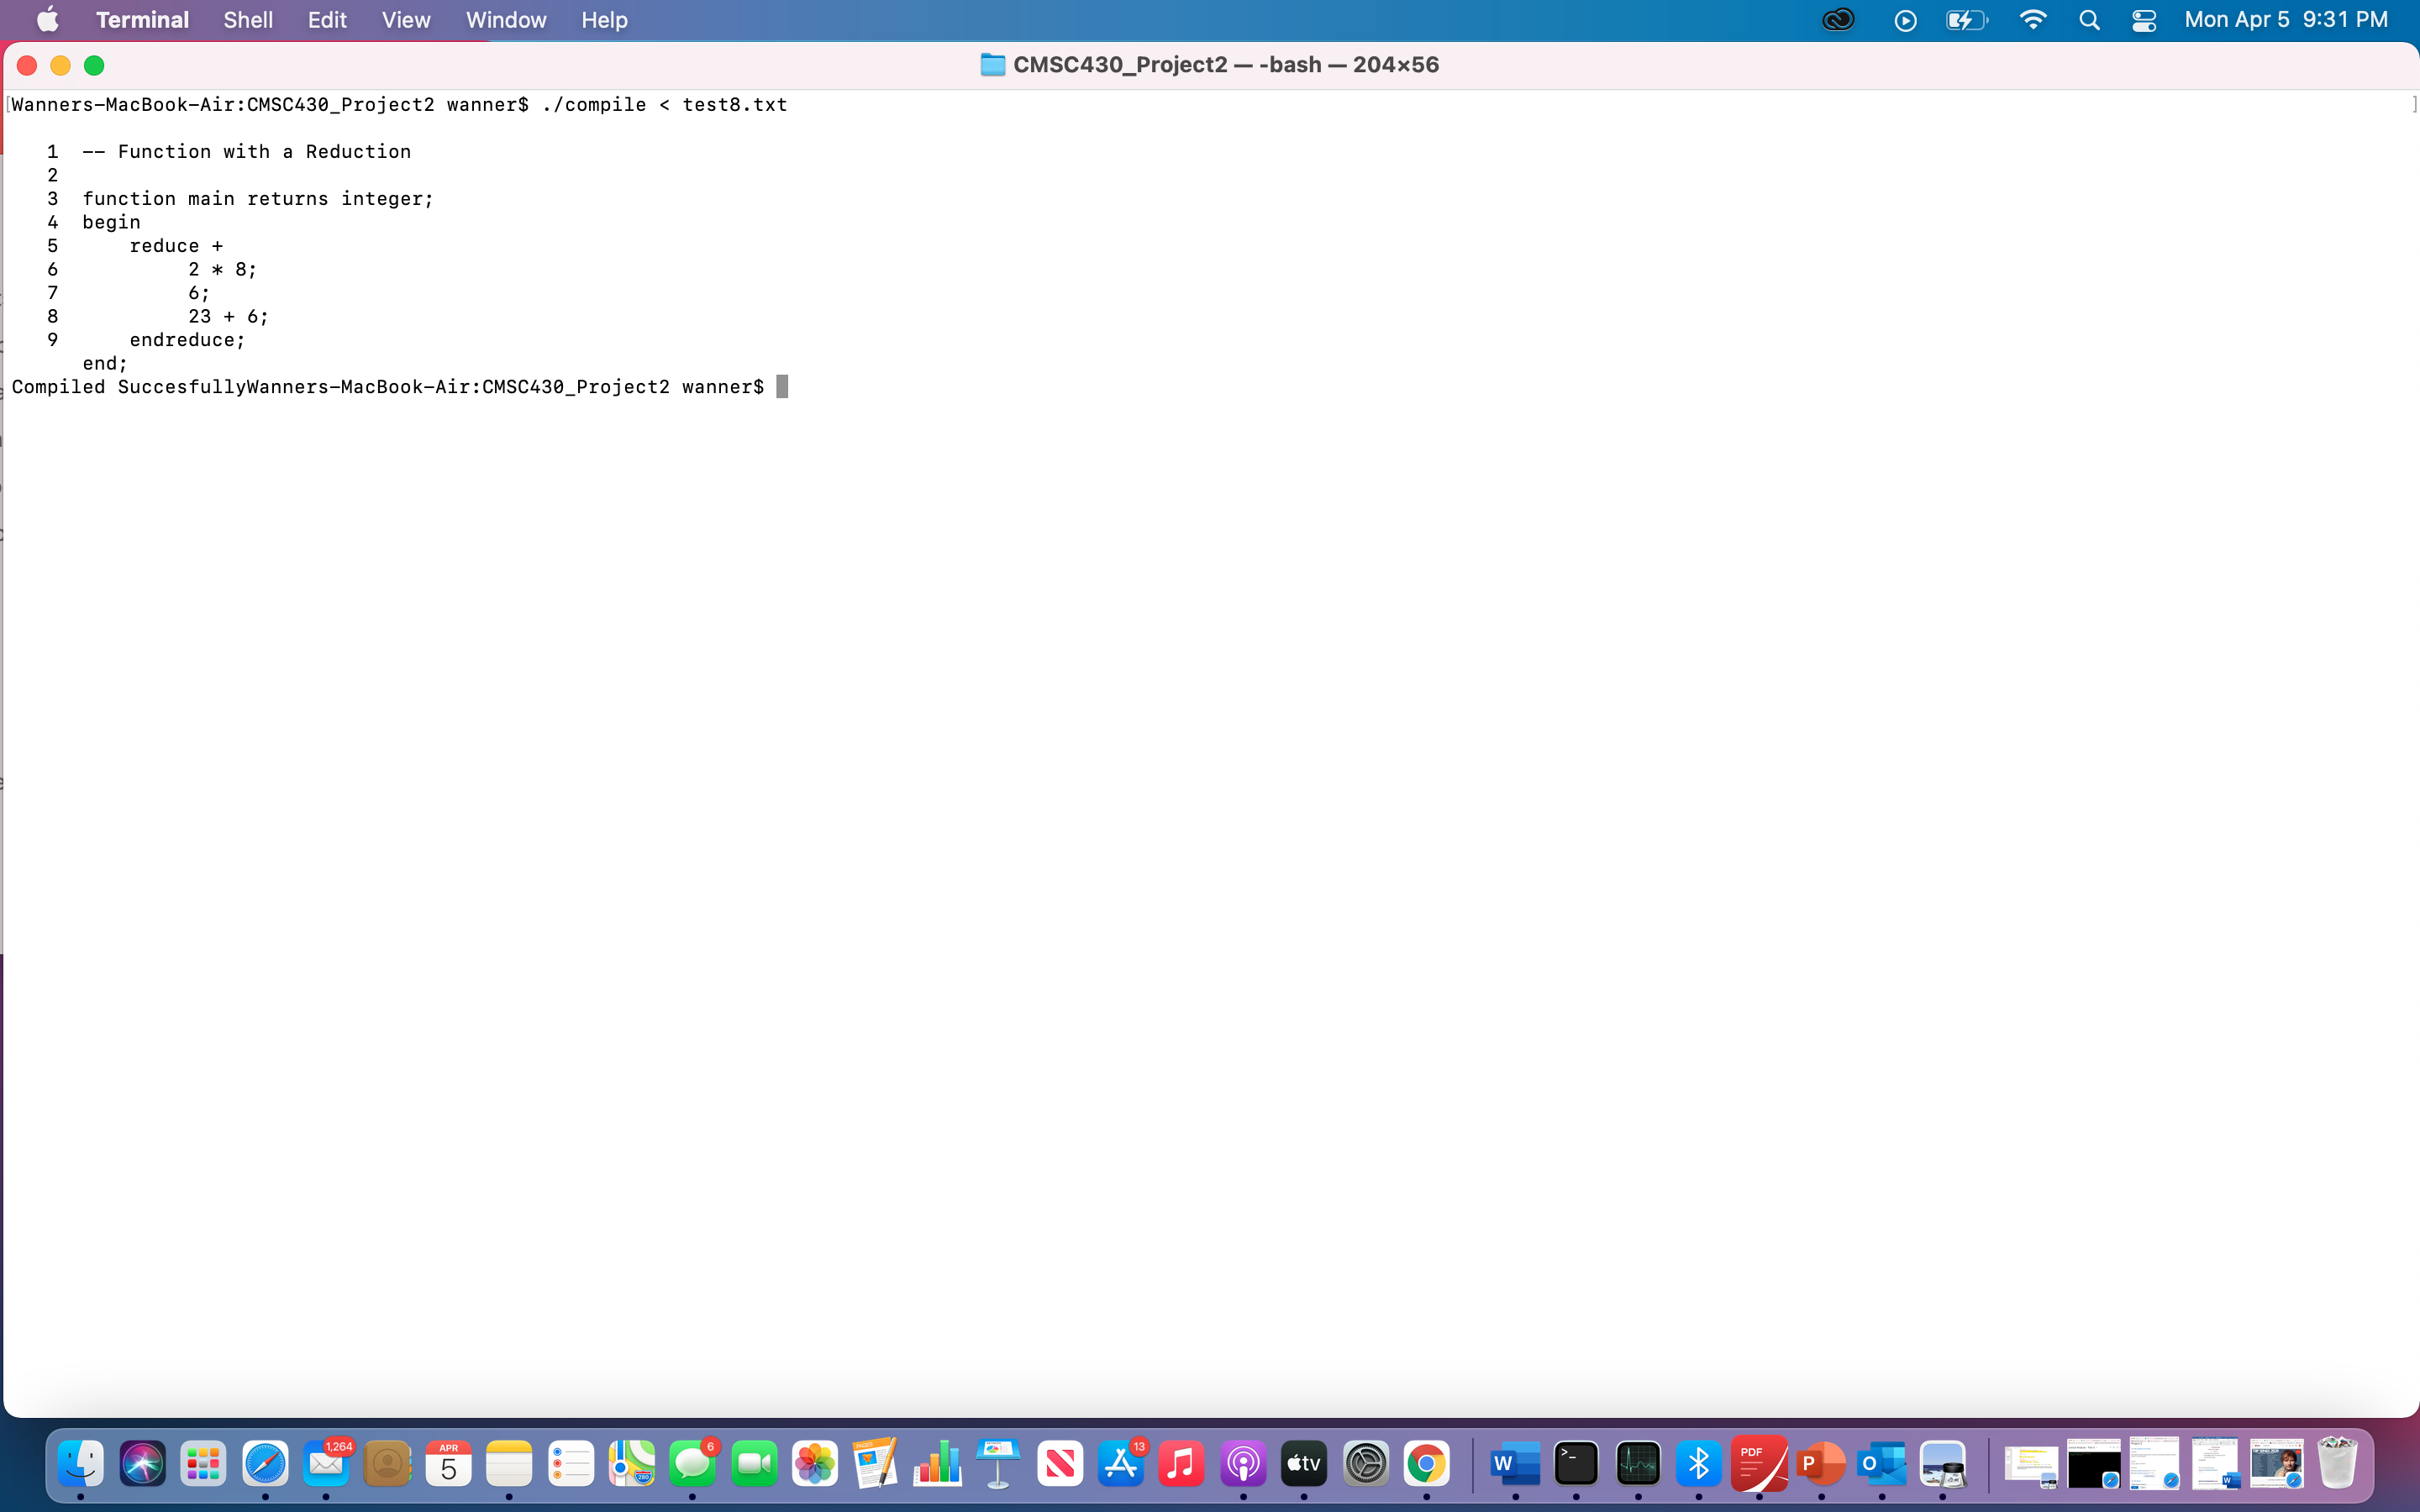 Terminal Shell Edit View Window Help Mon Apr 5 9:31 PM
CMSC430_Project2 — -bash — 204×56
[Wanners-MacBook-Air:CMSC430_Project2 wanner$ ./compile < test8.txt ]
1 -- Function with a Reduction
2
3 function main returns integer;
4 begin
5 reduce +
6 2 * 8;
7 6;
8 23 + 6;
9 endreduce;
end;
Compiled SuccesfullyWanners-MacBook-Air:CMSC430_Project2 wanner$
1,264 APR 5 280 6 PAGES 13 tv W >_ PDF P O